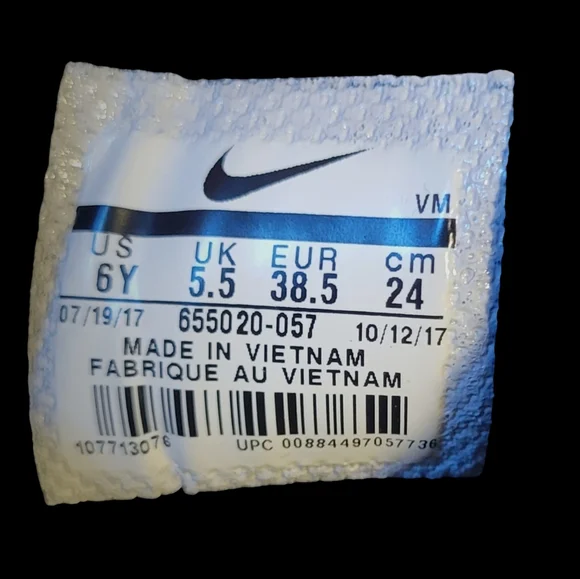 VM
US UK EUR cm
6Y 5.5 38.5 24
07/19/17 655020-057 10/12/17
MADE IN VIETNAM
FABRIQUE AU VIETNAM
107713076 UPC 00884497057736